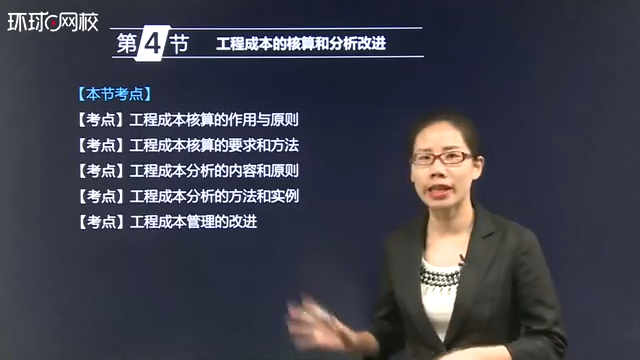 环球网校
第4节 工程成本的核算和分析改进
【本节考点】
【考点】工程成本核算的作用与原则
【考点】工程成本核算的要求和方法
【考点】工程成本分析的内容和原则
【考点】工程成本分析的方法和实例
【考点】工程成本管理的改进